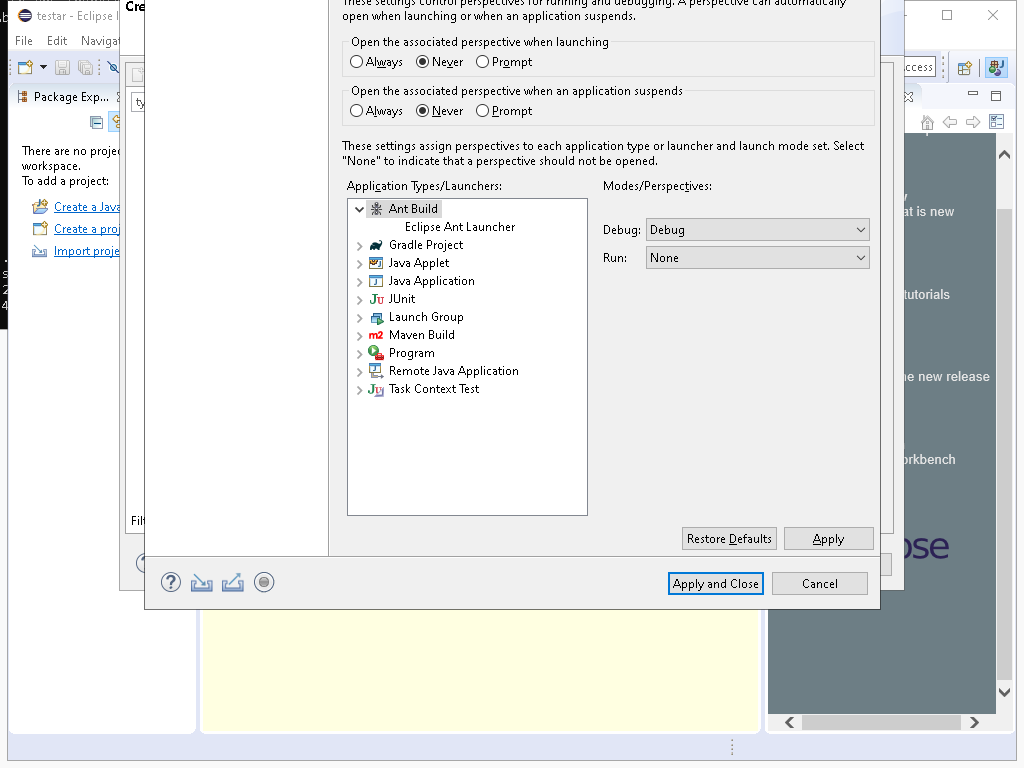 testar - Eclipse I
Cre
File Edit Navigat
ccess
Package Exp...
ty
There are no proje
workspace.
To add a project:
Create a Java
Create a proj
Import proje
Filt
These settings control perspectives for running and debugging. A perspective can automatically
open when launching or when an application suspends.
Open the associated perspective when launching
Always Never Prompt
Open the associated perspective when an application suspends
Always Never Prompt
These settings assign perspectives to each application type or launcher and launch mode set. Select
"None" to indicate that a perspective should not be opened.
Application Types/Launchers:
Modes/Perspectives:
Ant Build
Eclipse Ant Launcher
Gradle Project
Java Applet
Java Application
JUnit
Launch Group
Maven Build
Program
Remote Java Application
Task Context Test
Debug: Debug
Run: None
Restore Defaults Apply
Apply and Close Cancel
at is new
tutorials
e new release
orkbench
ose